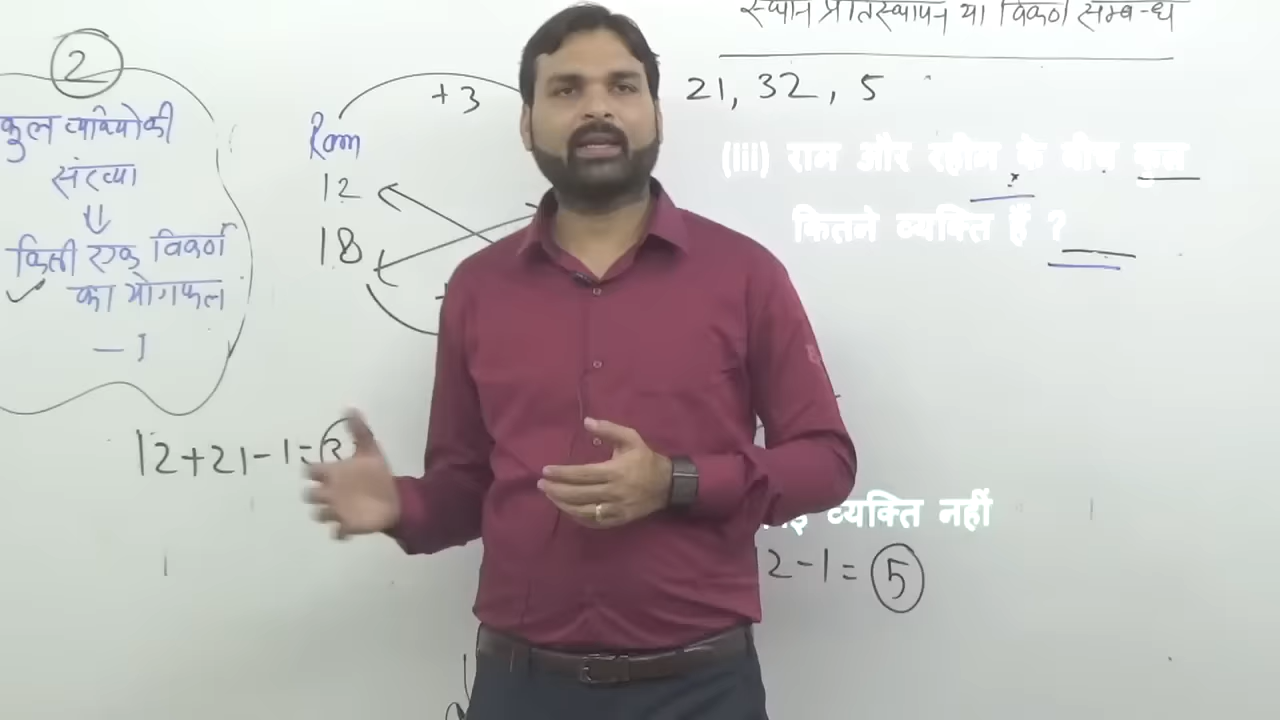 स्थान प्रतिस्थापन या विकर्ण सम्बन्ध
21, 32, 5
(iii) राम और रहीम के बीच कुल
कितने व्यक्ति हैं ?
2
कुल व्यक्तियों की
संख्या
किसी एक विकर्ण
का योगफल
- 1
+3
Ram
12
18
12+21-1=
व्यक्ति नहीं
2-1= 5